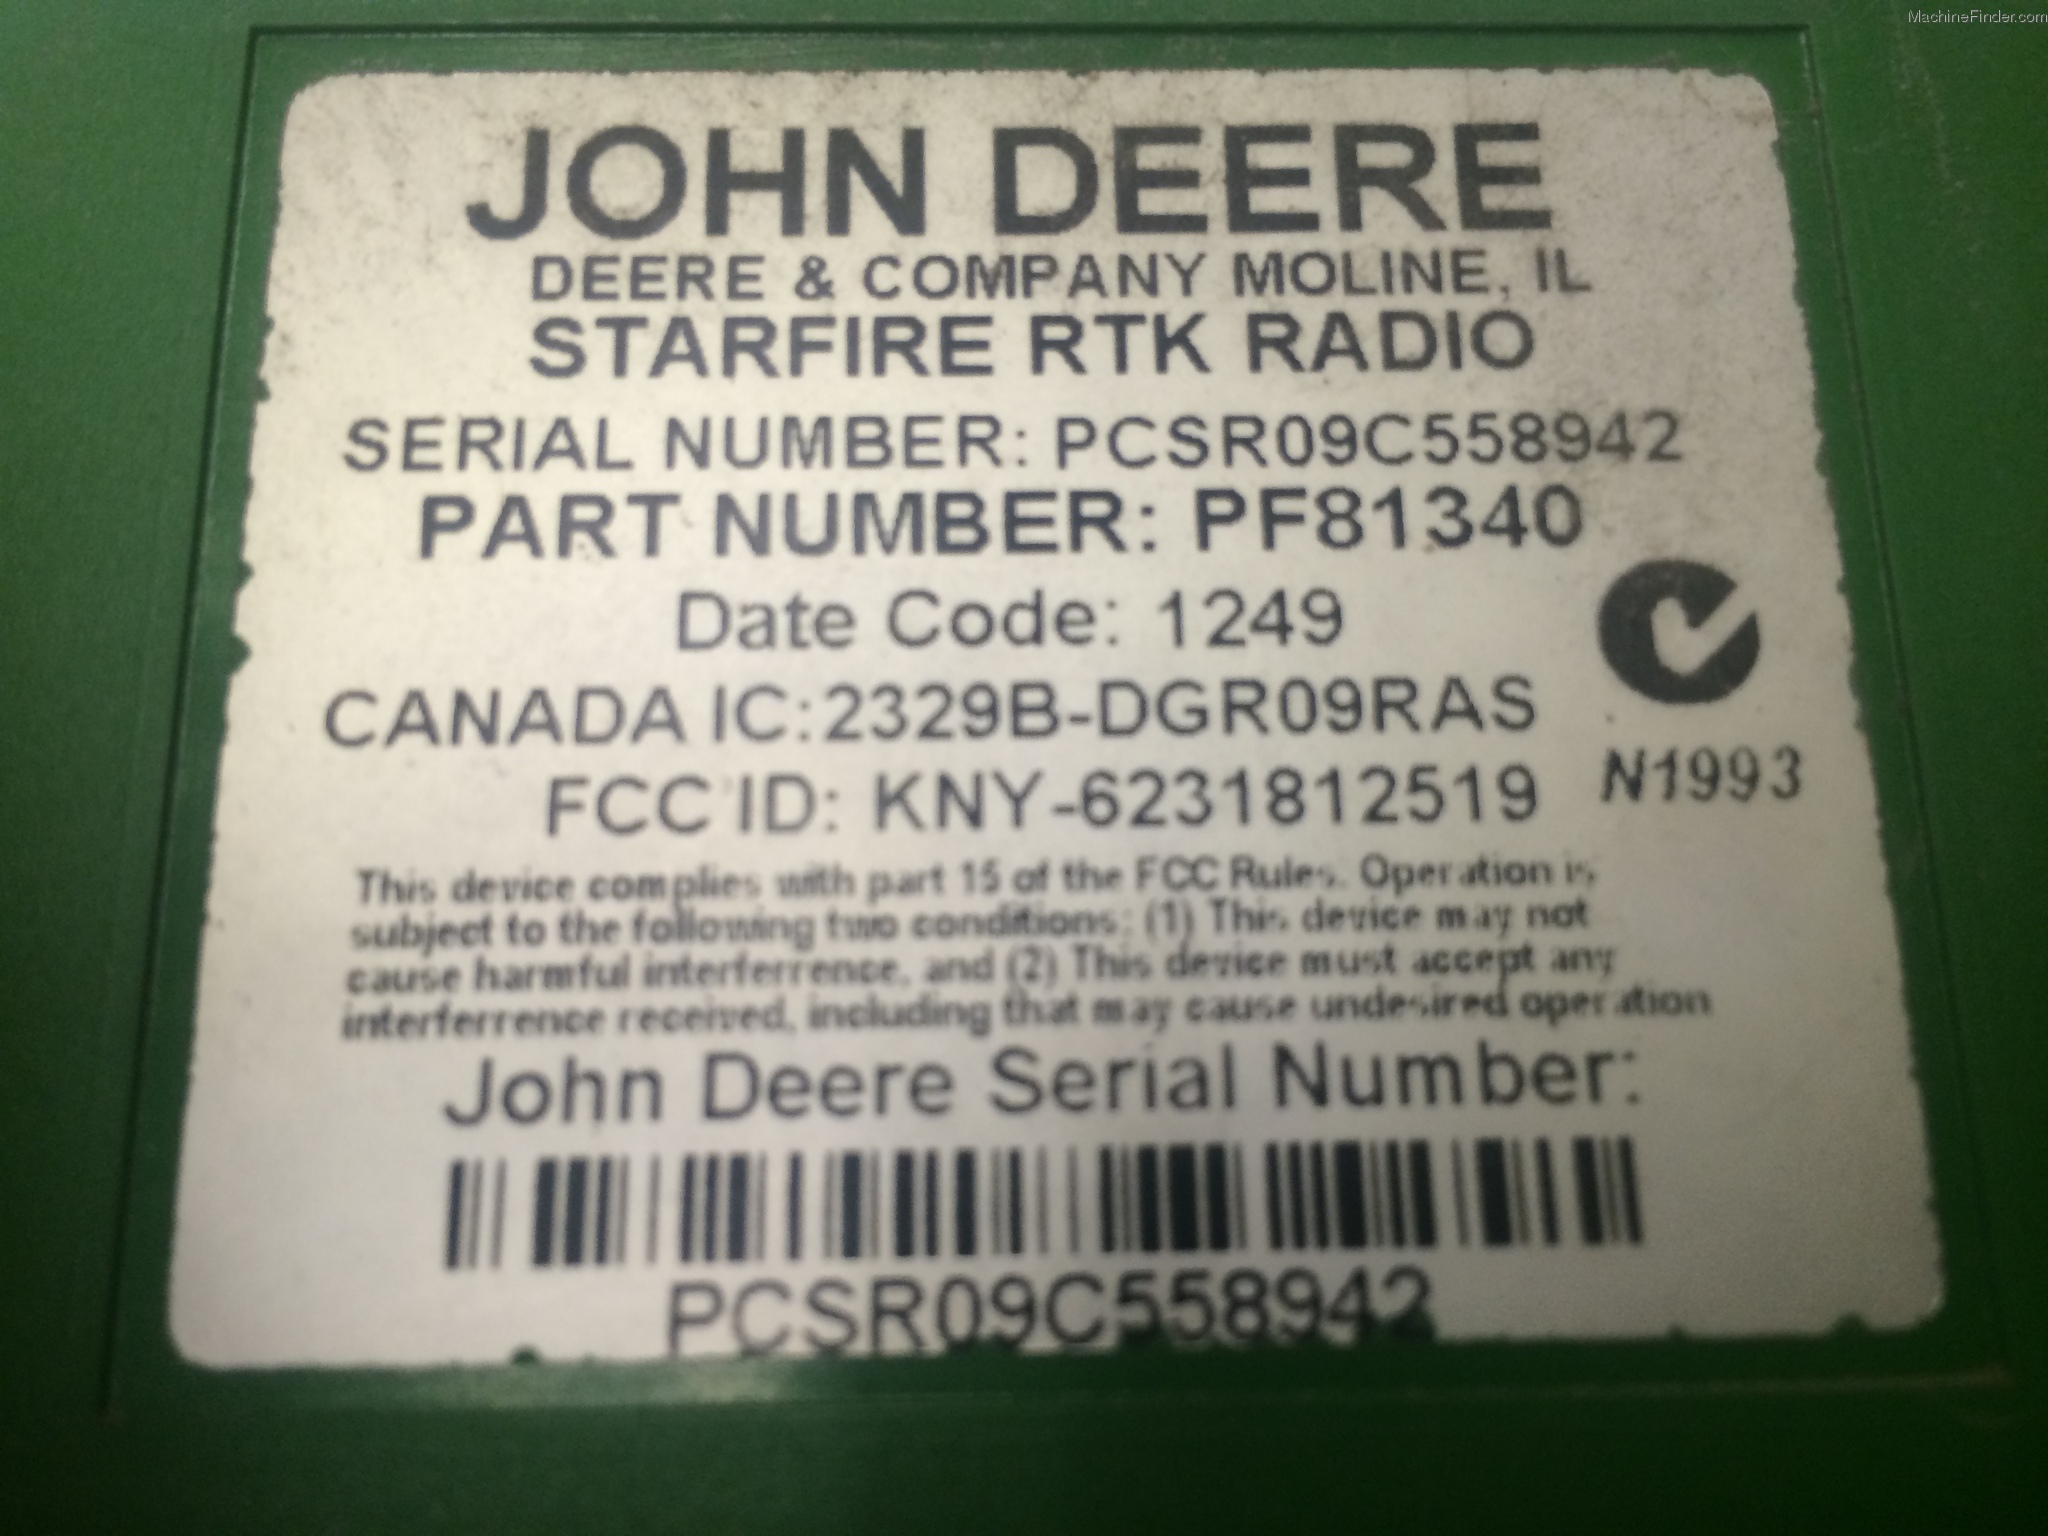 MachineFinder.com
JOHN DEERE
DEERE & COMPANY MOLINE, IL
STARFIRE RTK RADIO
SERIAL NUMBER: PCSR09C558942
PART NUMBER: PF81340
Date Code: 1249
CANADA IC:2329B-DGR09RAS
FCC ID: KNY-6231812519
N1993
This device complies with part 15 of the FCC Rules. Operation is
subject to the following two conditions: (1) This device may not
cause harmful interferrence, and (2) This device must accept any
interferrence received, including that may cause undesired operation
John Deere Serial Number:
PCSR09C558942